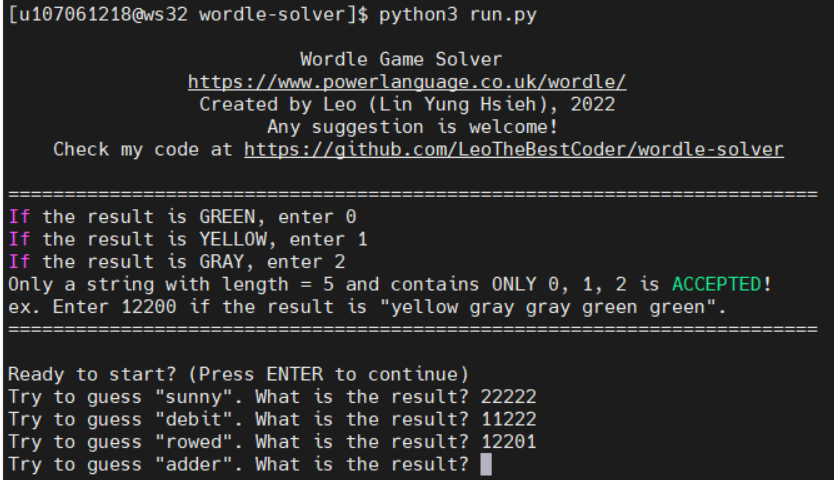 [u107061218@ws32 wordle-solver]$ python3 run.py
Wordle Game Solver
https://www.powerlanguage.co.uk/wordle/
Created by Leo (Lin Yung Hsieh), 2022
Any suggestion is welcome!
Check my code at https://github.com/LeoTheBestCoder/wordle-solver
========================================================================
If the result is GREEN, enter 0
If the result is YELLOW, enter 1
If the result is GRAY, enter 2
Only a string with length = 5 and contains ONLY 0, 1, 2 is ACCEPTED!
ex. Enter 12200 if the result is "yellow gray gray green green".
========================================================================
Ready to start? (Press ENTER to continue)
Try to guess "sunny". What is the result? 22222
Try to guess "debit". What is the result? 11222
Try to guess "rowed". What is the result? 12201
Try to guess "adder". What is the result?